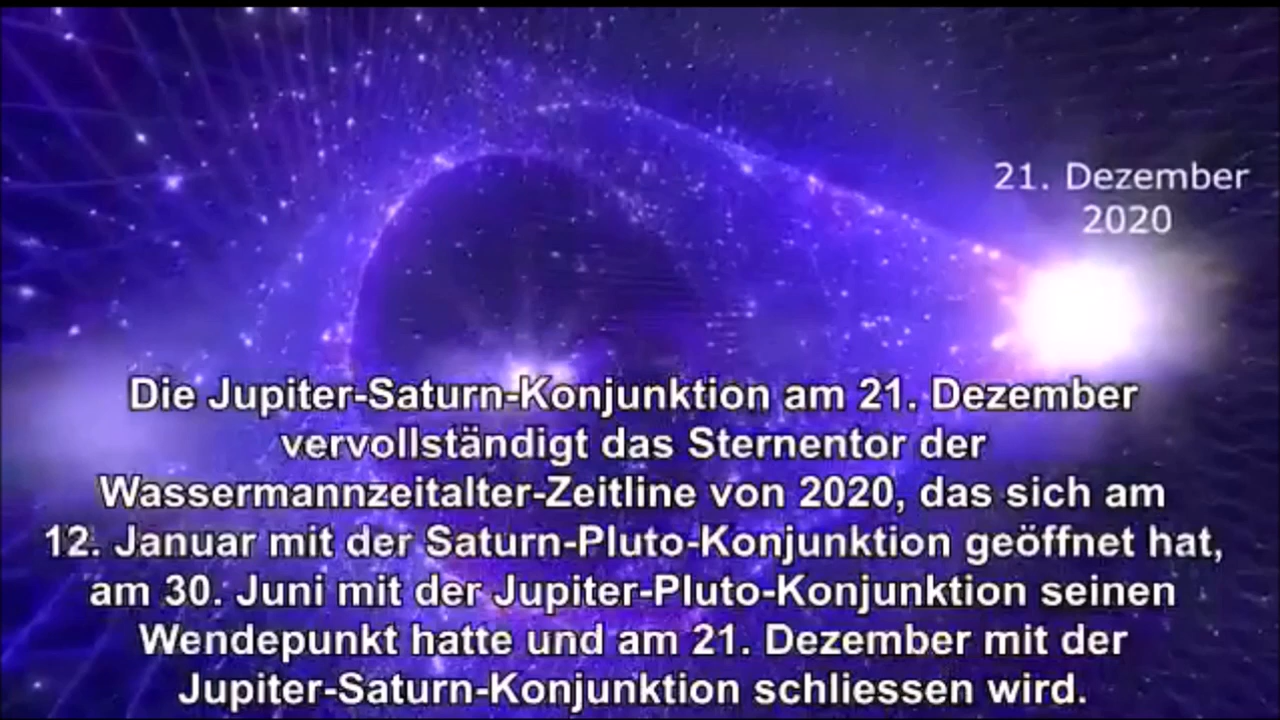 21. Dezember
2020
Die Jupiter-Saturn-Konjunktion am 21. Dezember
vervollständigt das Sternentor der
Wassermannzeitalter-Zeitline von 2020, das sich am
12. Januar mit der Saturn-Pluto-Konjunktion geöffnet hat,
am 30. Juni mit der Jupiter-Pluto-Konjunktion seinen
Wendepunkt hatte und am 21. Dezember mit der
Jupiter-Saturn-Konjunktion schliessen wird.